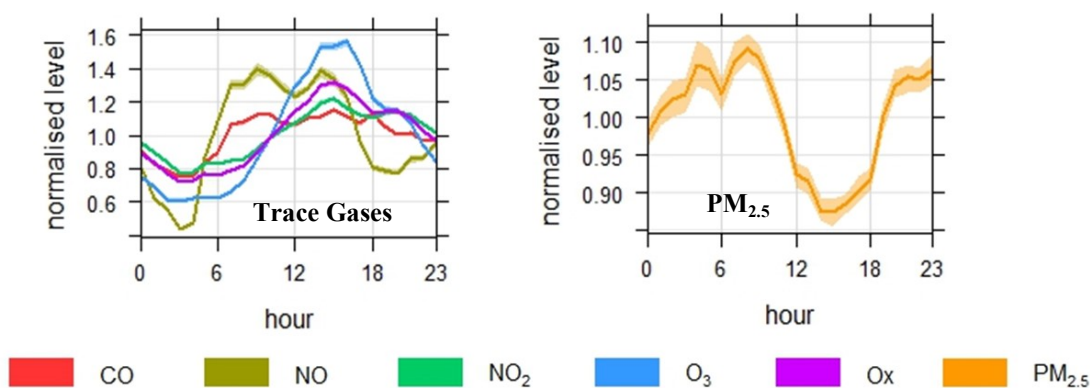 normalised level
1.6
1.4
1.2
1.0
0.8
0.6
Trace Gases
0 6 12 18 23
hour
normalised level
1.10
1.05
1.00
0.95
0.90
PM2.5
0 6 12 18 23
hour
CO NO NO2 O3 Ox PM2.5